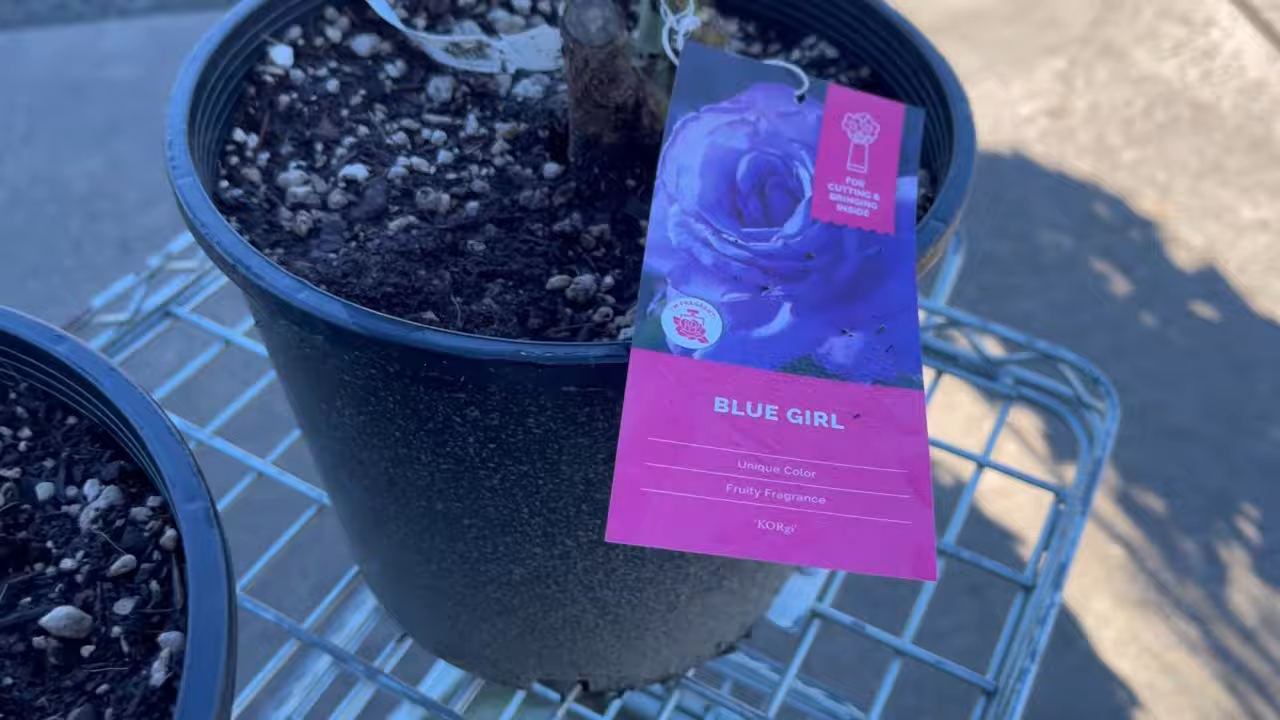 FOR
CUTTING &
BRINGING
INSIDE
BLUE GIRL
Unique Color
Fruity Fragrance
'KORgi'